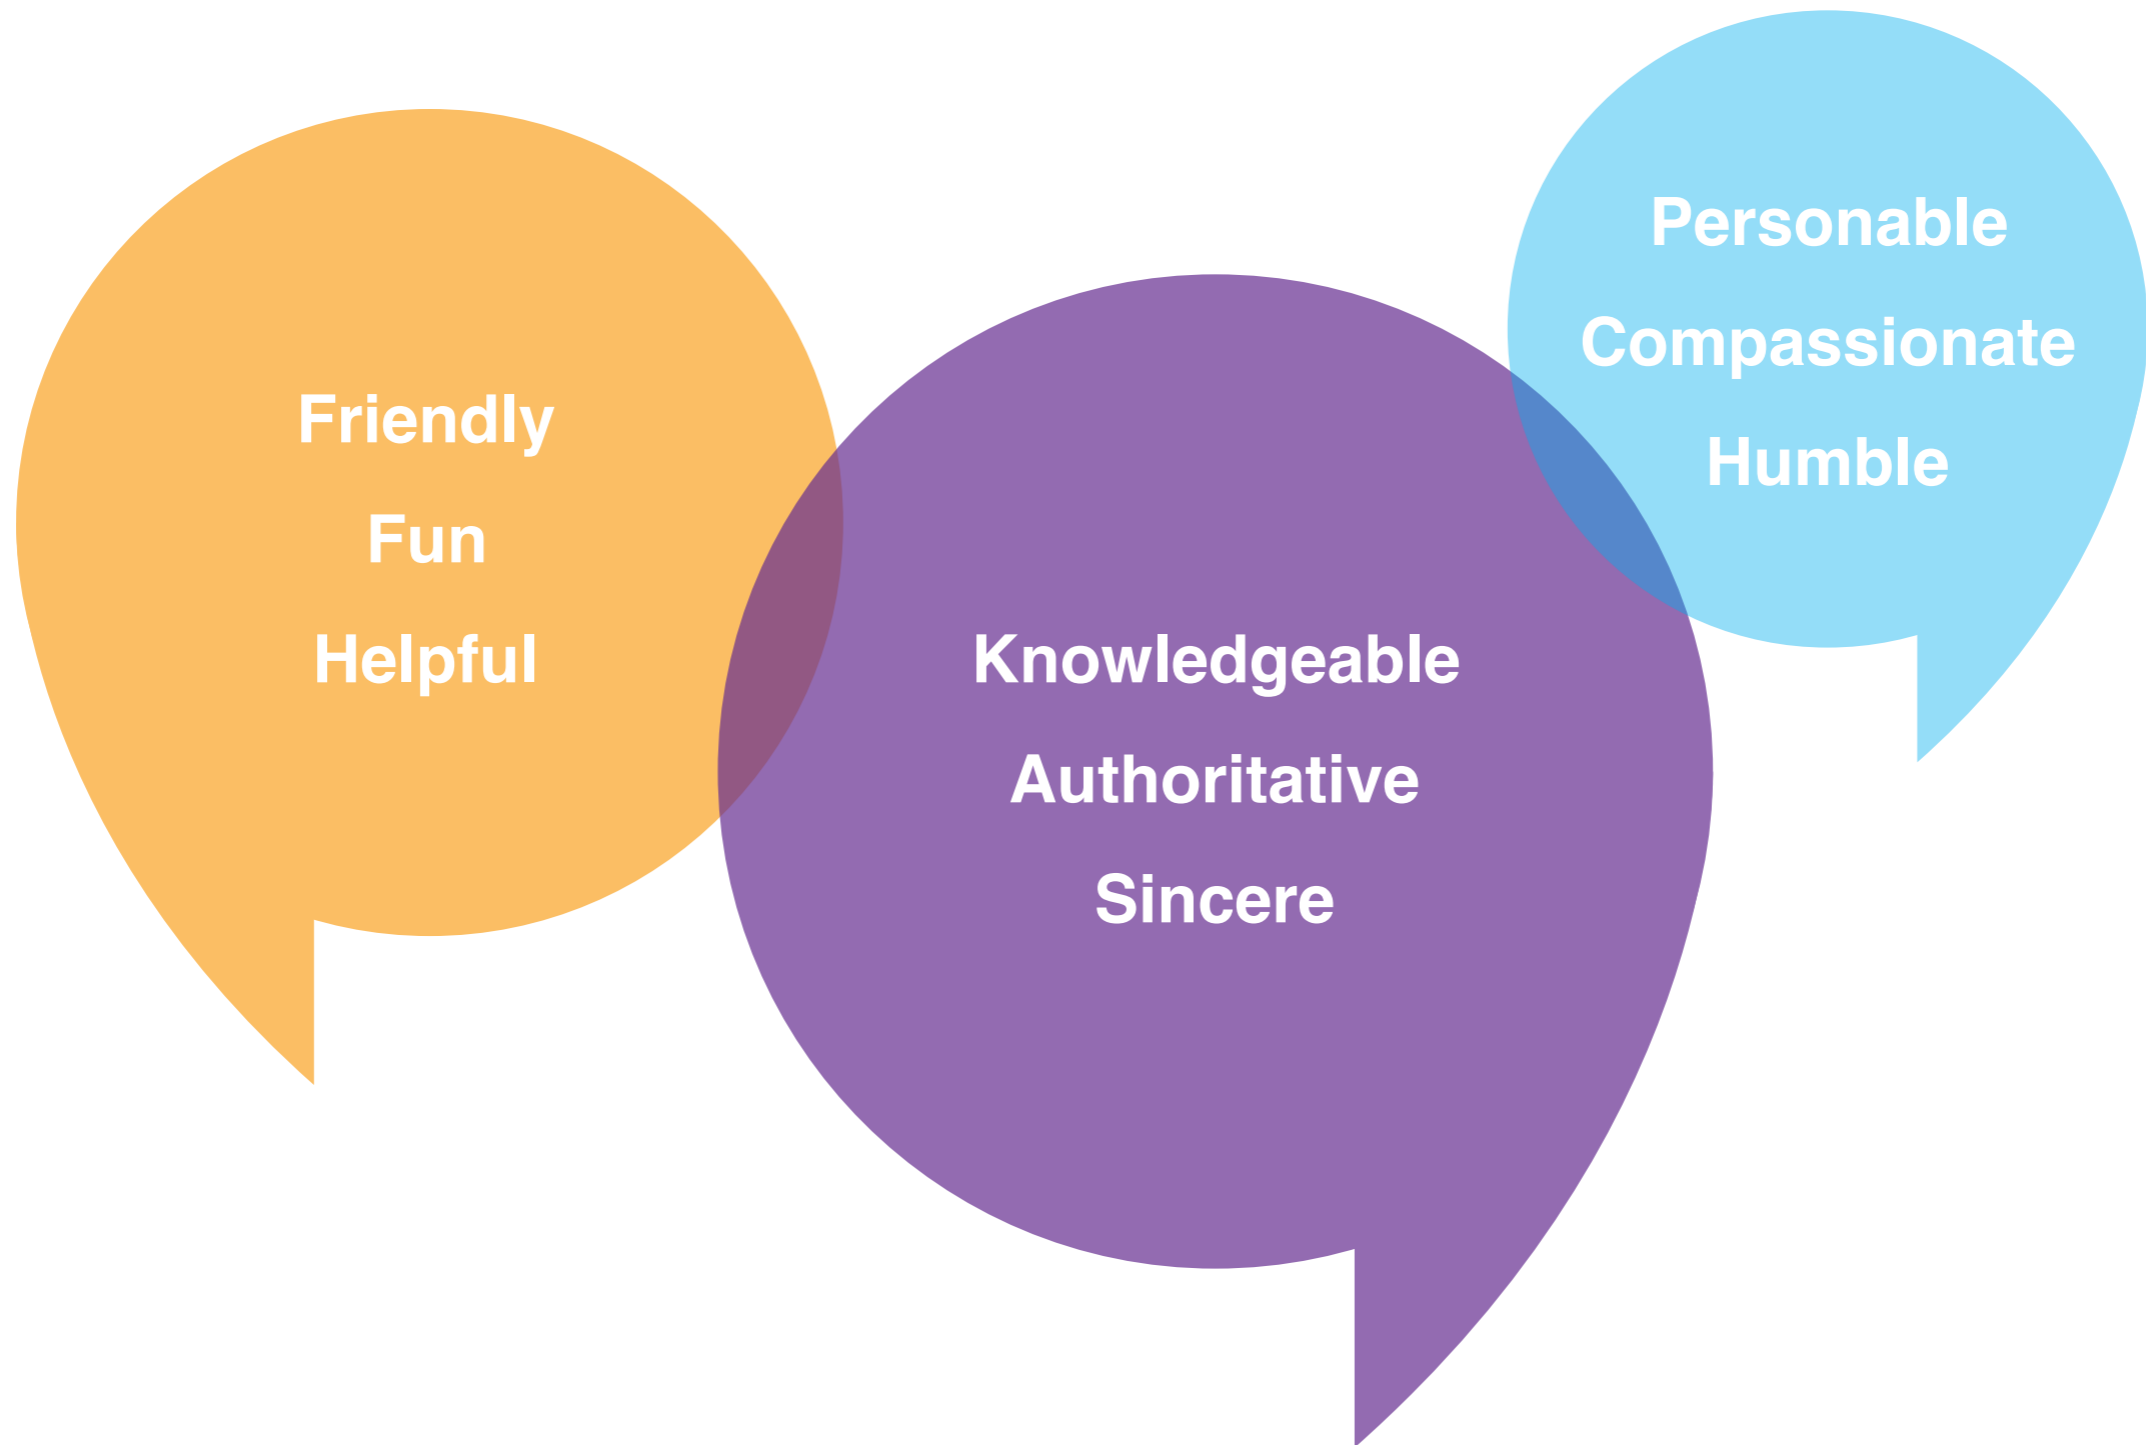 Friendly
Fun
Helpful
Knowledgeable
Authoritative
Sincere
Personable
Compassionate
Humble